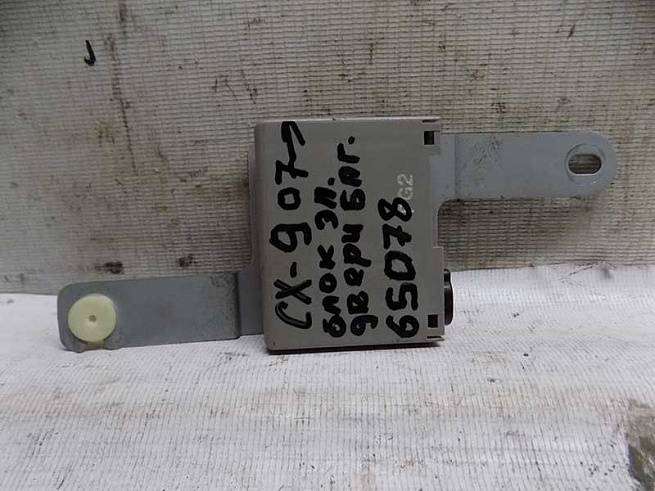 CX-9 07→
БЛОК ЭЛ.
ДВЕРИ БАГ.
65078
G2